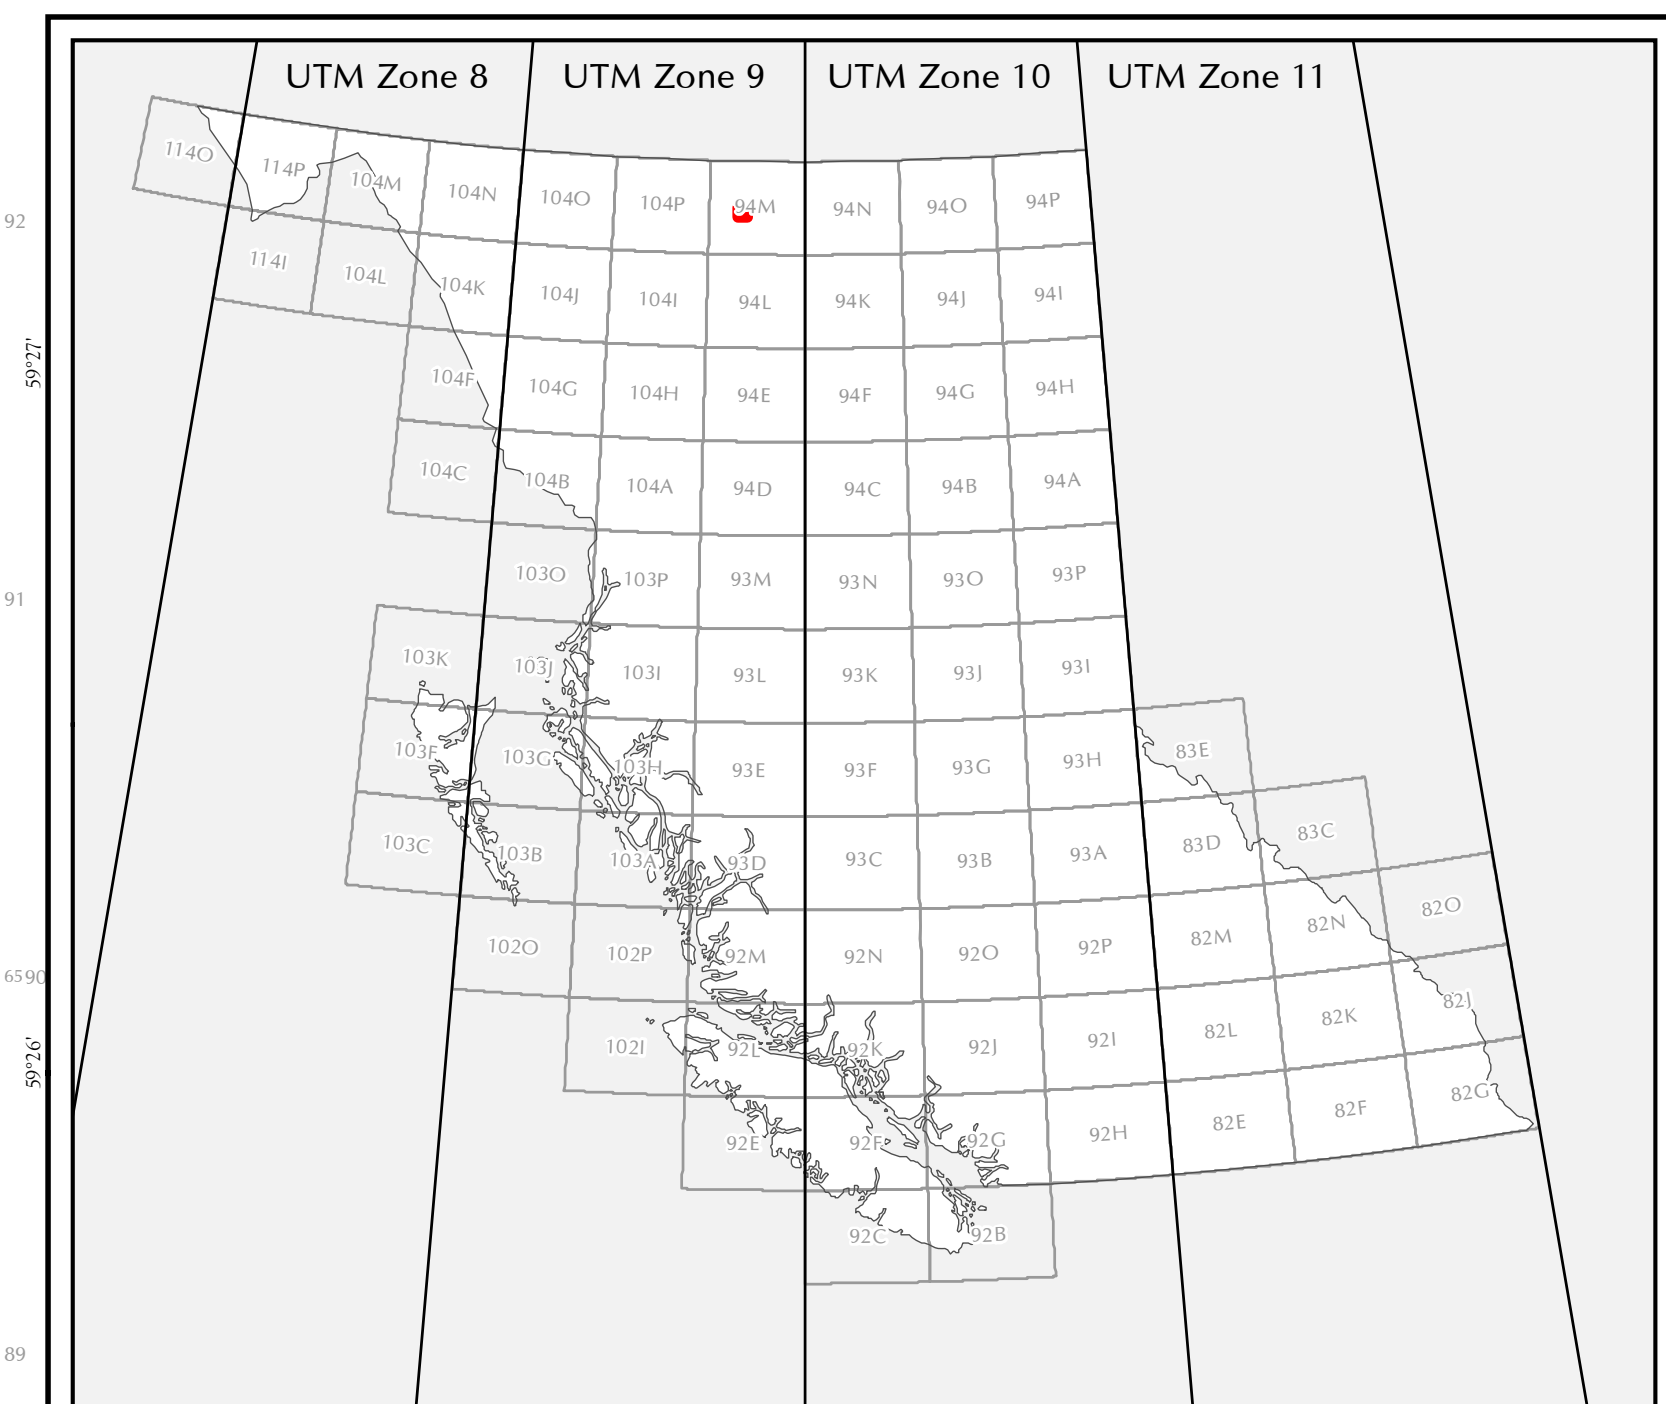 UTM Zone 8 UTM Zone 9 UTM Zone 10 UTM Zone 11
114O 114P 104M 104N 104O 104P 94M 94N 94O 94P
92
114I 104L 104K 104J 104I 94L 94K 94J 94I
59°27'
104F 104G 104H 94E 94F 94G 94H
104C 104B 104A 94D 94C 94B 94A
103O 103P 93M 93N 93O 93P
91
103K 103J 103I 93L 93K 93J 93I
103F 103G 103H 93E 93F 93G 93H 83E
103C 103B 103A 93D 93C 93B 93A 83D 83C
102O 102P 92M 92N 92O 92P 82M 82N 82O
6590
102I 92L 92K 92J 92I 82L 82K 82J
59°26'
92E 92F 92G 92H 82E 82F 82G
92C 92B
89